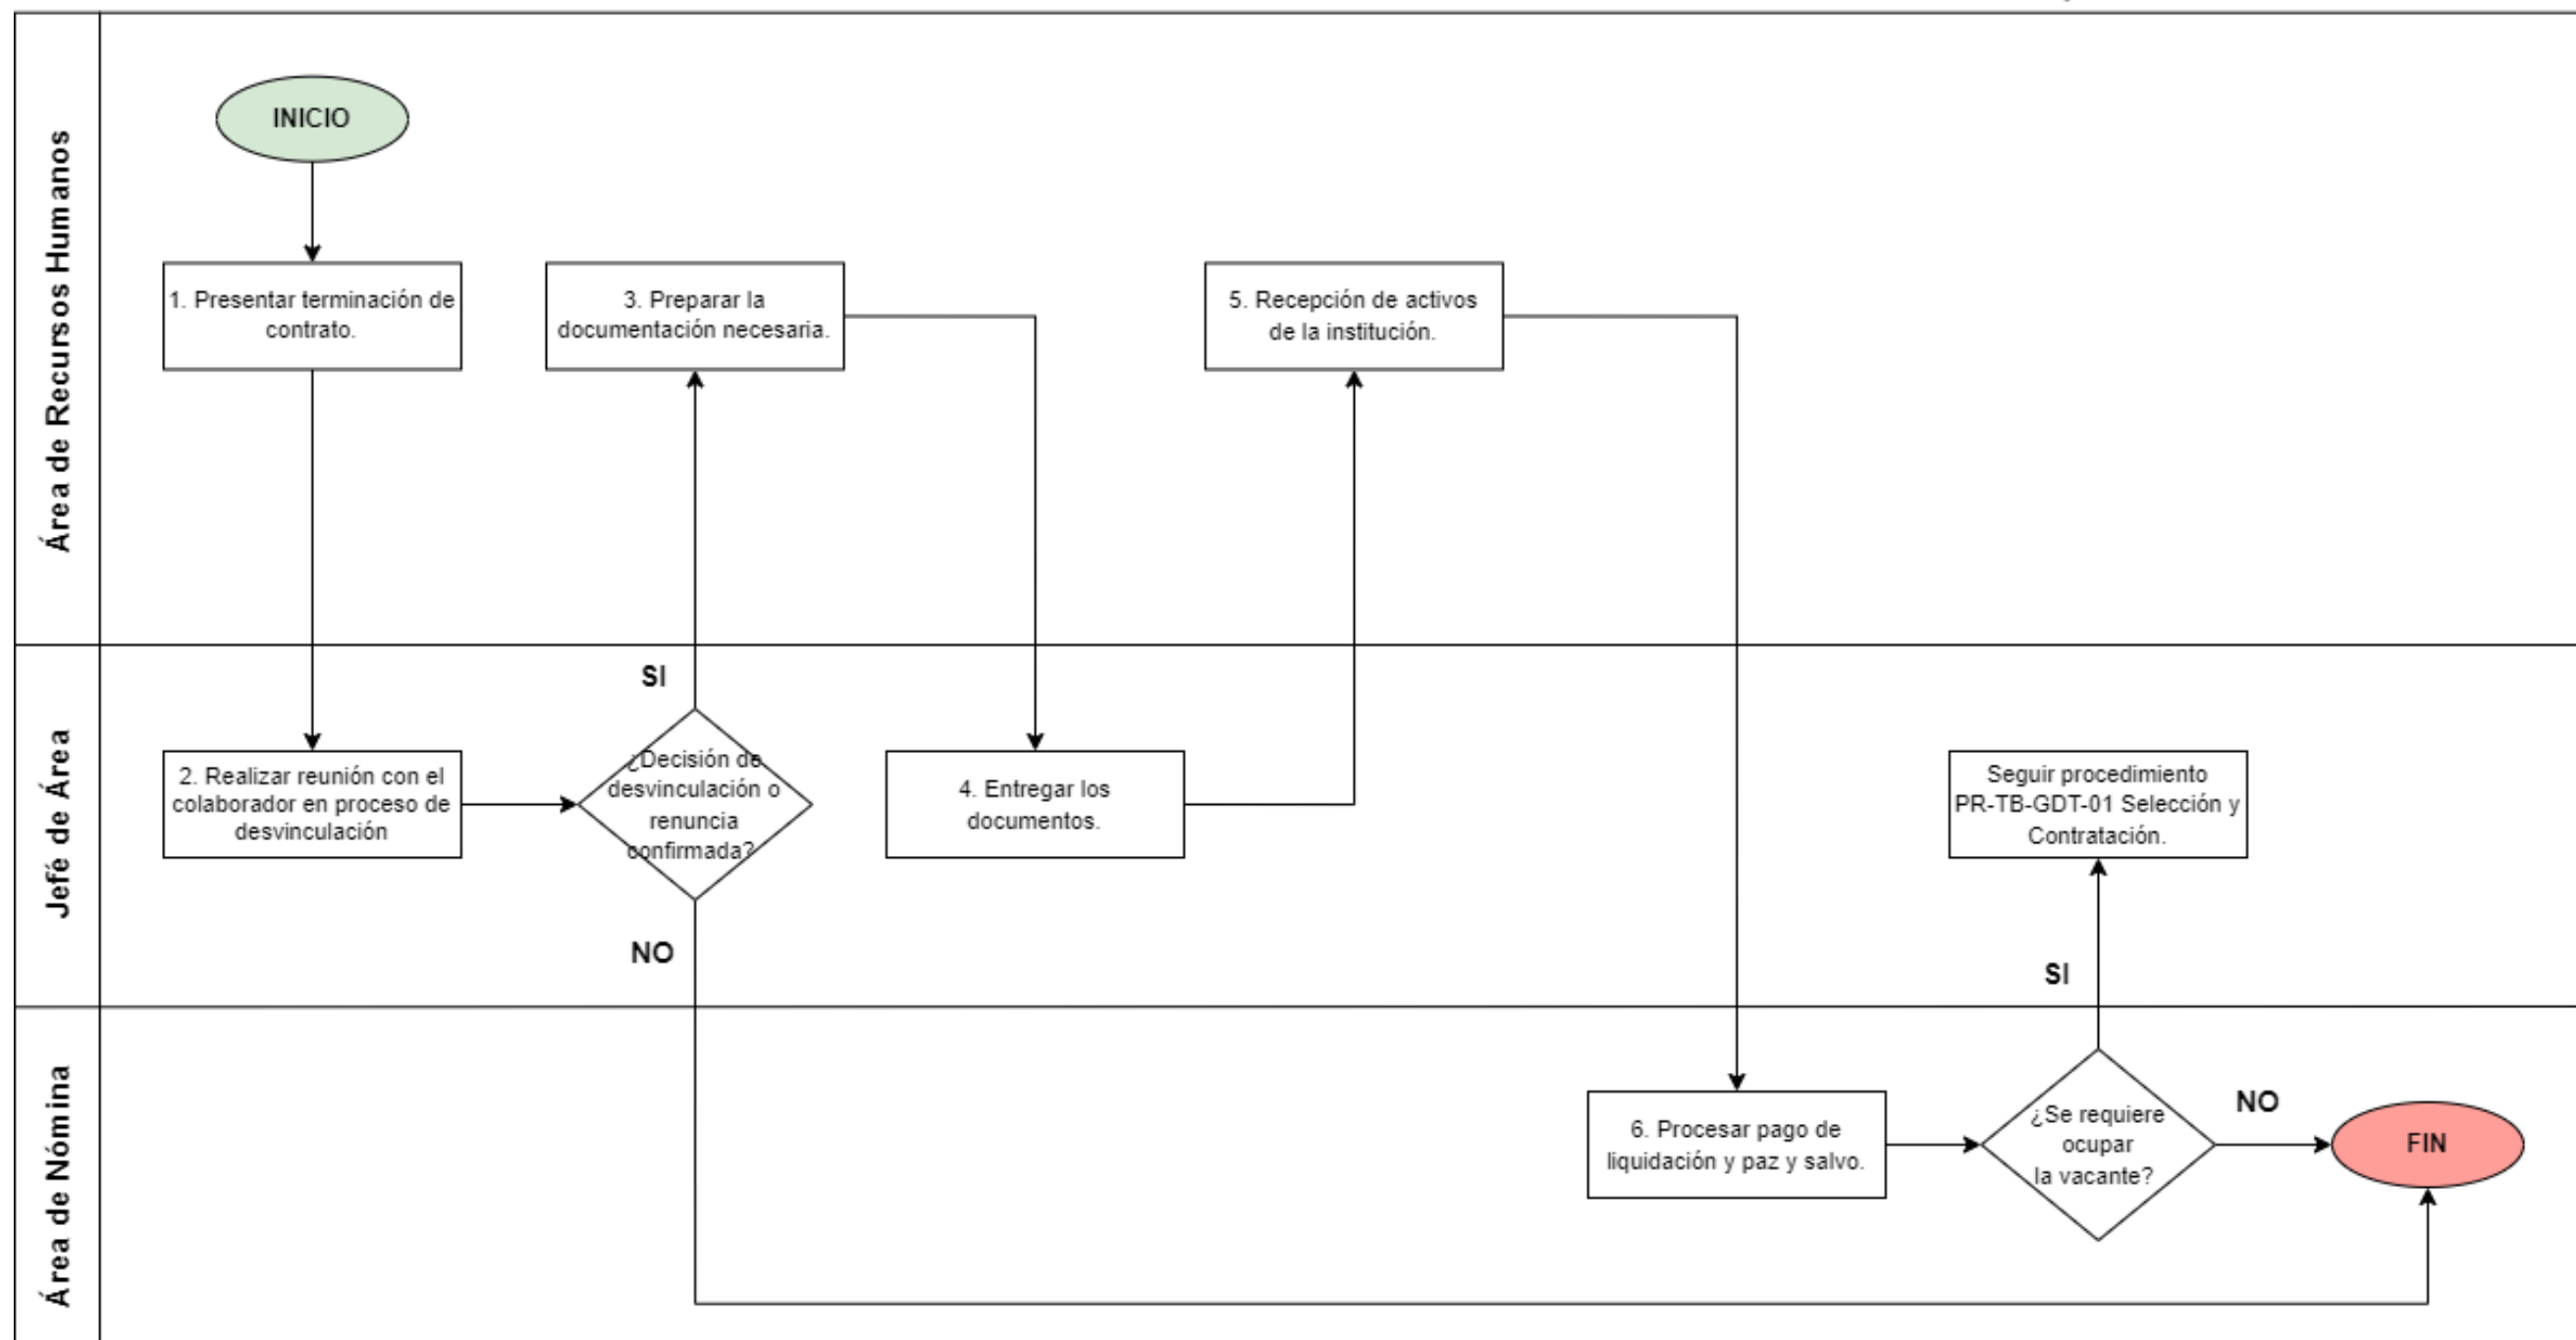 Área de Recursos Humanos
INICIO
1. Presentar terminación de
contrato.
3. Preparar la
documentación necesaria.
5. Recepción de activos
de la institución.
Jefé de Área
2. Realizar reunión con el
colaborador en proceso de
desvinculación
SI
¿Decisión de
desvinculación o
renuncia
confirmada?
NO
4. Entregar los
documentos.
Seguir procedimiento
PR-TB-GDT-01 Selección y
Contratación.
SI
Área de Nómina
6. Procesar pago de
liquidación y paz y salvo.
¿Se requiere
ocupar
la vacante?
NO
FIN